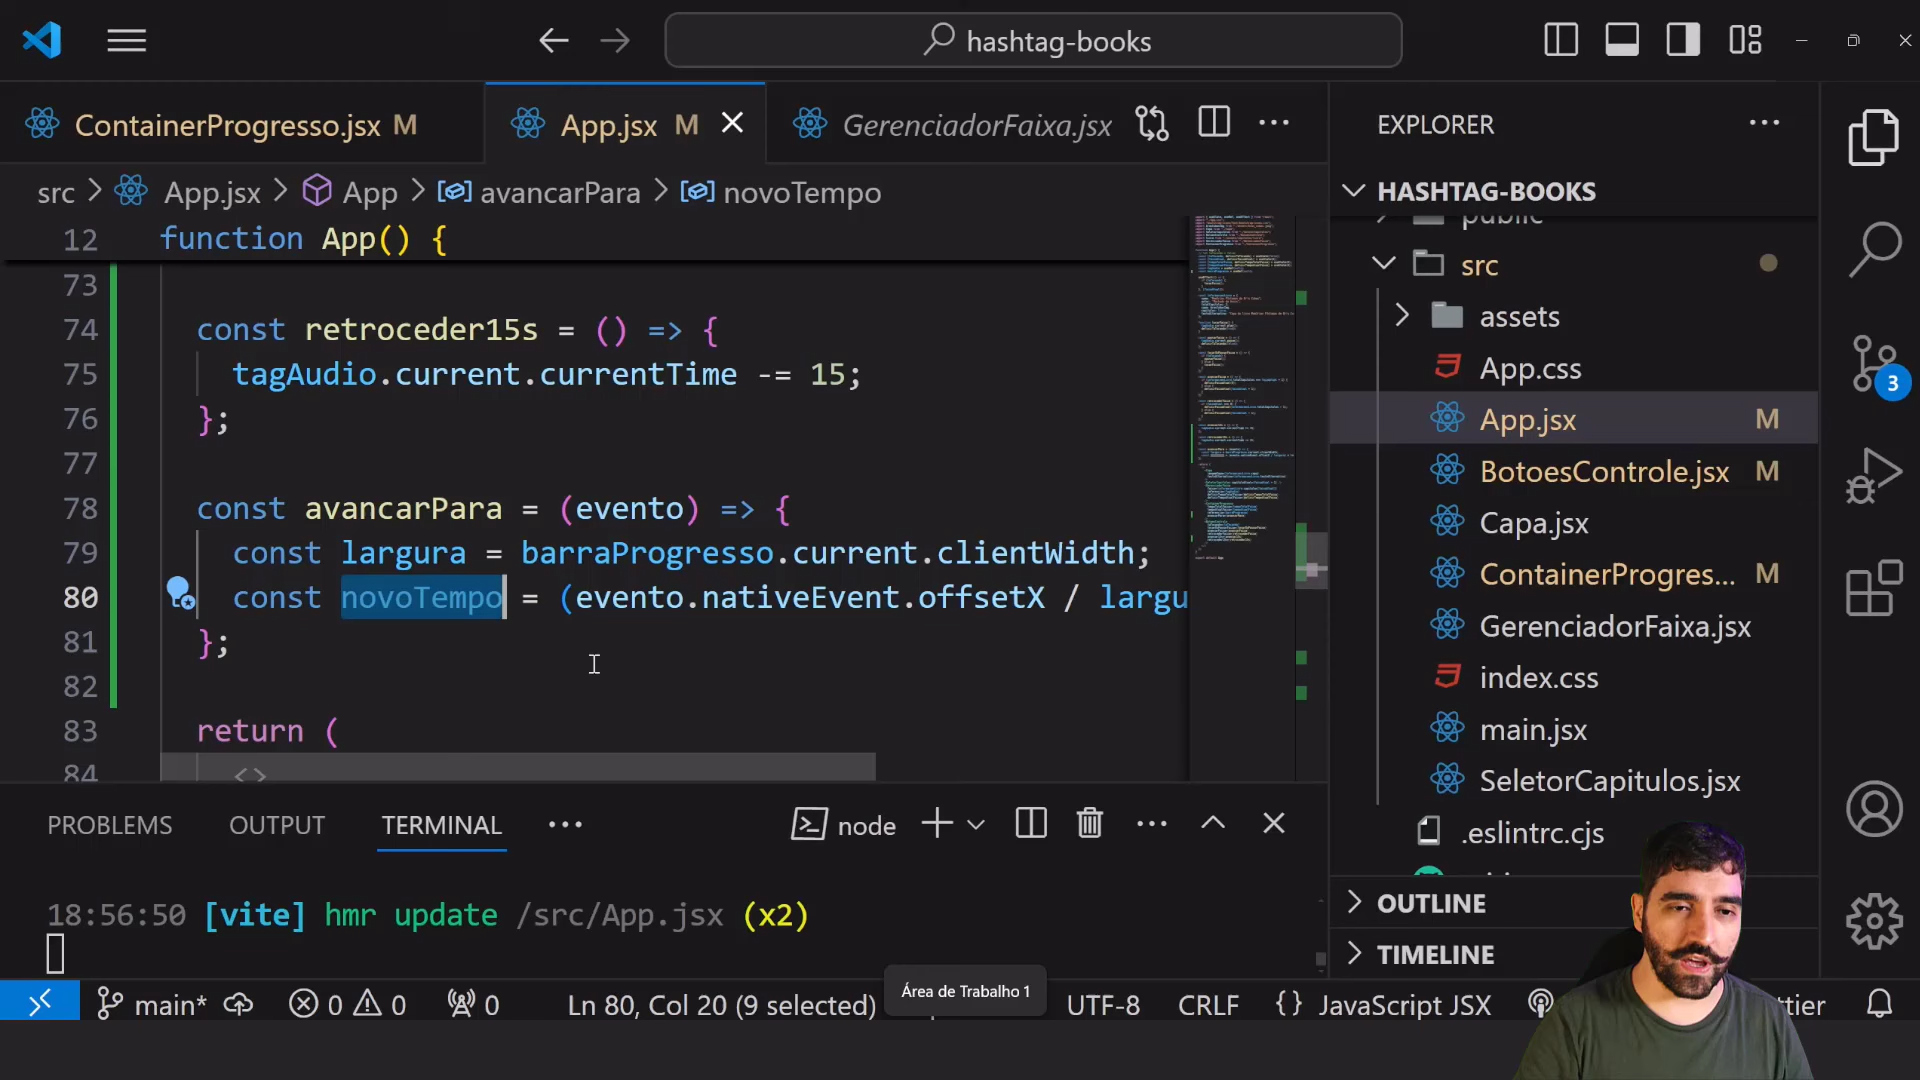 hashtag-books
ContainerProgresso.jsx M
App.jsx M
GerenciadorFaixa.jsx
src > App.jsx > App > avancarPara > novoTempo
12 function App() {
73
74 const retroceder15s = () => {
75 tagAudio.current.currentTime -= 15;
76 };
77
78 const avancarPara = (evento) => {
79 const largura = barraProgresso.current.clientWidth;
80 const novoTempo = (evento.nativeEvent.offsetX / largu
81 };
82
83 return (
84 <>
EXPLORER
HASHTAG-BOOKS
public
src
assets
App.css
App.jsx M
BotoesControle.jsx M
Capa.jsx
ContainerProgres... M
GerenciadorFaixa.jsx
index.css
main.jsx
SeletorCapitulos.jsx
.eslintrc.cjs
OUTLINE
TIMELINE
3
PROBLEMS
OUTPUT
TERMINAL
node
18:56:50 [vite] hmr update /src/App.jsx (x2)
Área de Trabalho 1
main*
0 0
0
Ln 80, Col 20 (9 selected)
UTF-8
CRLF
{} JavaScript JSX